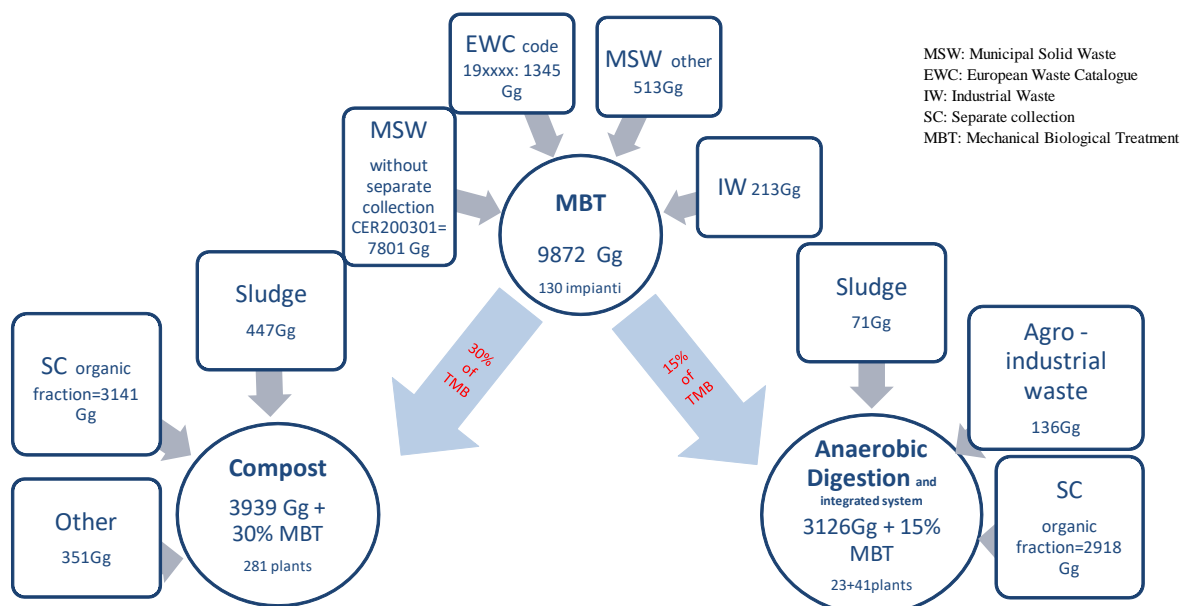 EWC code
19xxxx: 1345
Gg
MSW other
513Gg
MSW: Municipal Solid Waste
EWC: European Waste Catalogue
IW: Industrial Waste
SC: Separate collection
MBT: Mechanical Biological Treatment
MSW
without
separate
collection
CER200301=
7801 Gg
MBT
9872 Gg
130 impianti
IW 213Gg
Sludge
447Gg
Sludge
71Gg
30%
of
TMB
15%
of
TMB
SC organic
fraction=3141
Gg
Agro -
industrial
waste
136Gg
Compost
3939 Gg +
30% MBT
281 plants
Anaerobic
Digestion and
integrated system
3126Gg + 15%
MBT
23+41plants
Other
351Gg
SC
organic
fraction=2918
Gg